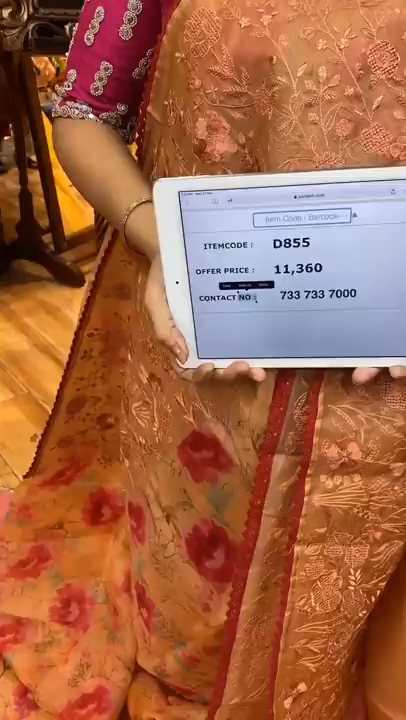 Item Code / Barcode
ITEMCODE : D855
OFFER PRICE : 11,360
CONTACT NO : 733 733 7000